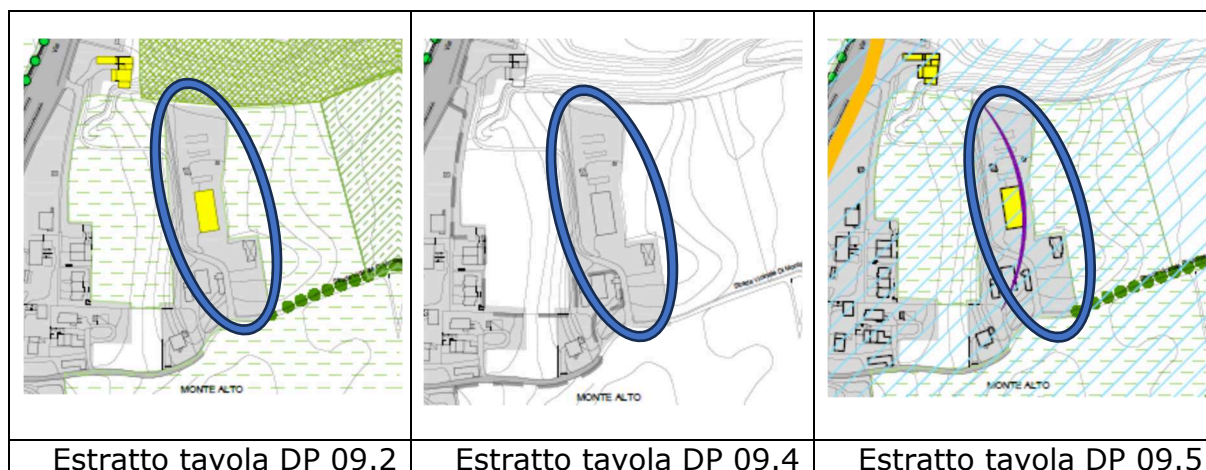 Via
MONTE ALTO
MONTE ALTO
MONTE ALTO
Estratto tavola DP 09.2
Estratto tavola DP 09.4
Estratto tavola DP 09.5